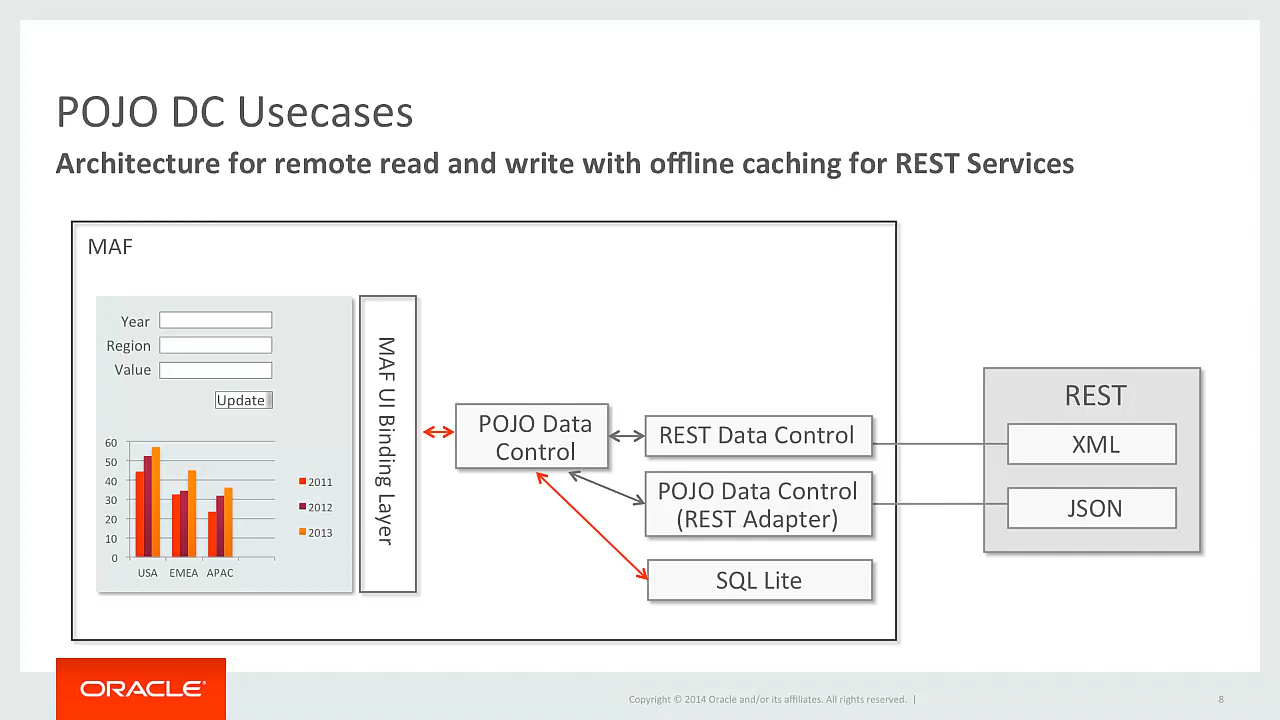 POJO DC Usecases
Architecture for remote read and write with offline caching for REST Services
MAF
Year
Region
Value
Update
60
50
40
30
20
10
0
USA EMEA APAC
2011
2012
2013
MAF UI Binding Layer
POJO Data
Control
REST Data Control
POJO Data Control
(REST Adapter)
SQL Lite
REST
XML
JSON
ORACLE®
Copyright © 2014 Oracle and/or its affiliates. All rights reserved. |
8